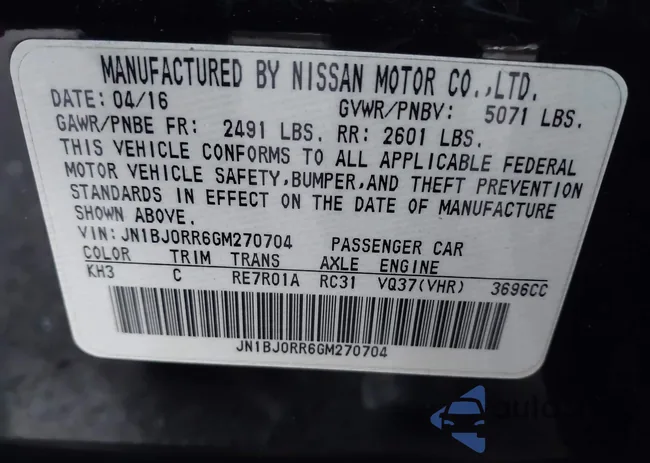 MANUFACTURED BY NISSAN MOTOR CO.,LTD.
DATE: 04/16 GVWR/PNBV: 5071 LBS.
GAWR/PNBE FR: 2491 LBS. RR: 2601 LBS.
THIS VEHICLE CONFORMS TO ALL APPLICABLE FEDERAL
MOTOR VEHICLE SAFETY,BUMPER,AND THEFT PREVENTION
STANDARDS IN EFFECT ON THE DATE OF MANUFACTURE
SHOWN ABOVE.
VIN: JN1BJ0RR6GM270704 PASSENGER CAR
COLOR TRIM TRANS AXLE ENGINE
KH3 C RE7R01A RC31 VQ37(VHR) 3696CC
JN1BJ0RR6GM270704